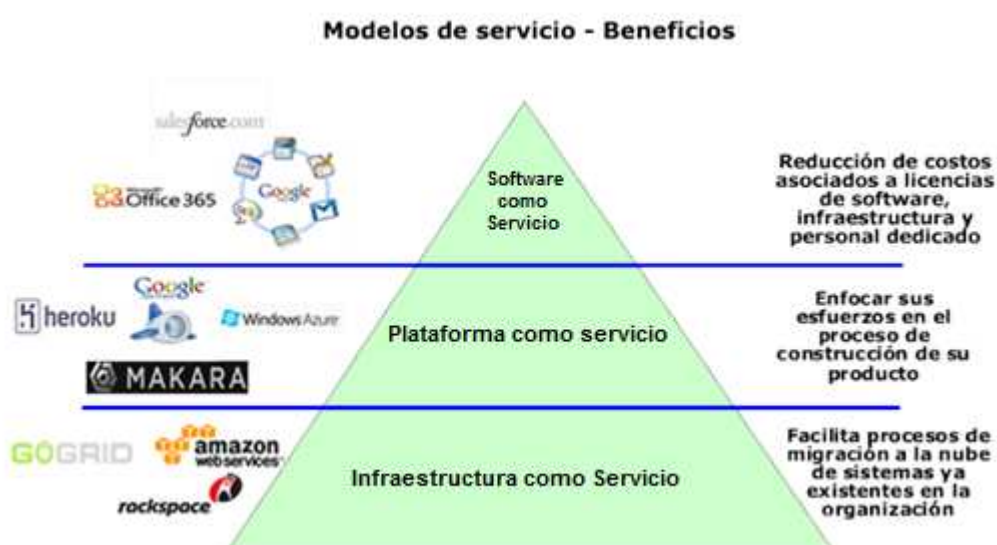 Modelos de servicio - Beneficios
salesforce.com
Microsoft
Office 365
Google
Software
como
Servicio
Reducción de costos
asociados a licencias
de software,
infraestructura y
personal dedicado
Google
heroku
Windows Azure
MAKARA
Plataforma como servicio
Enfocar sus
esfuerzos en el
proceso de
construcción de su
producto
GOGRID
amazon
webservices
rockspace
Infraestructura como Servicio
Facilita procesos de
migración a la nube
de sistemas ya
existentes en la
organización